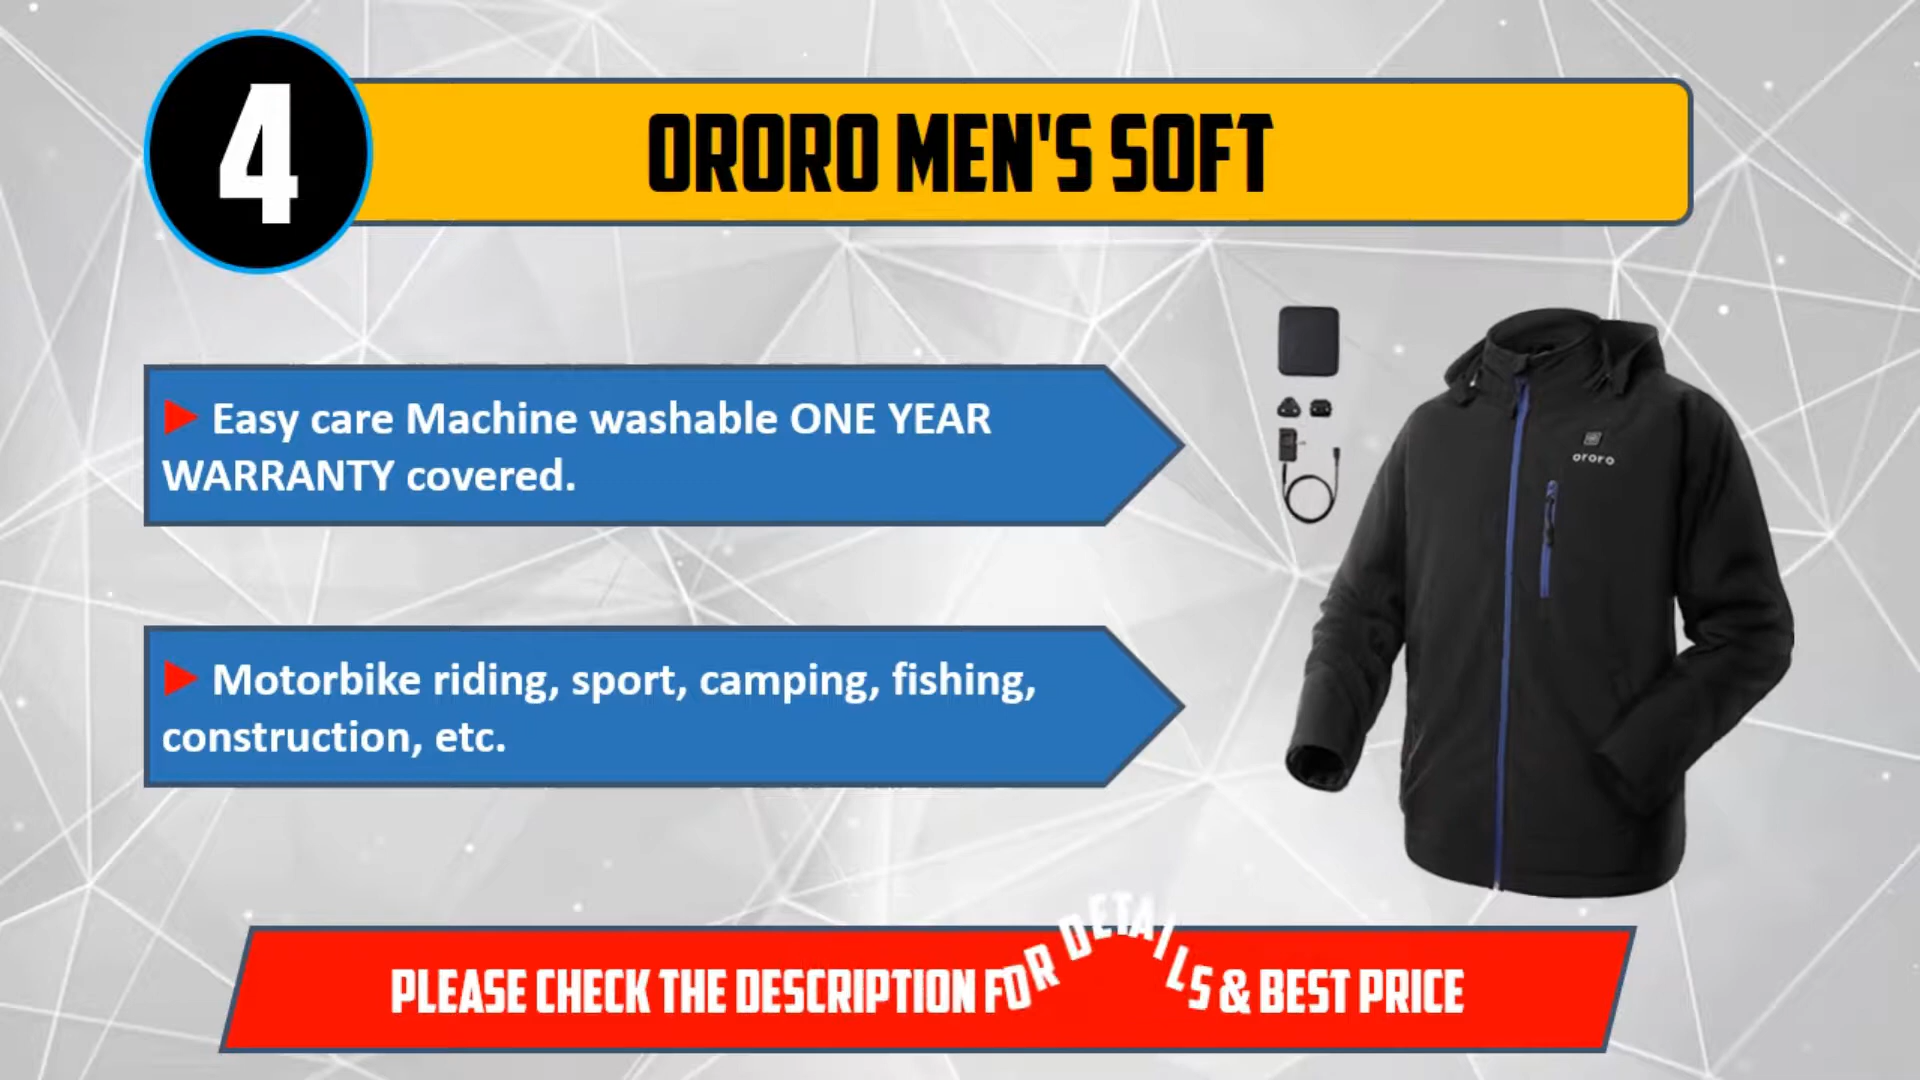 4
ORORO MEN'S SOFT
► Easy care Machine washable ONE YEAR
WARRANTY covered.
ororo
► Motorbike riding, sport, camping, fishing,
construction, etc.
PLEASE CHECK THE DESCRIPTION FOR DETAILS & BEST PRICE